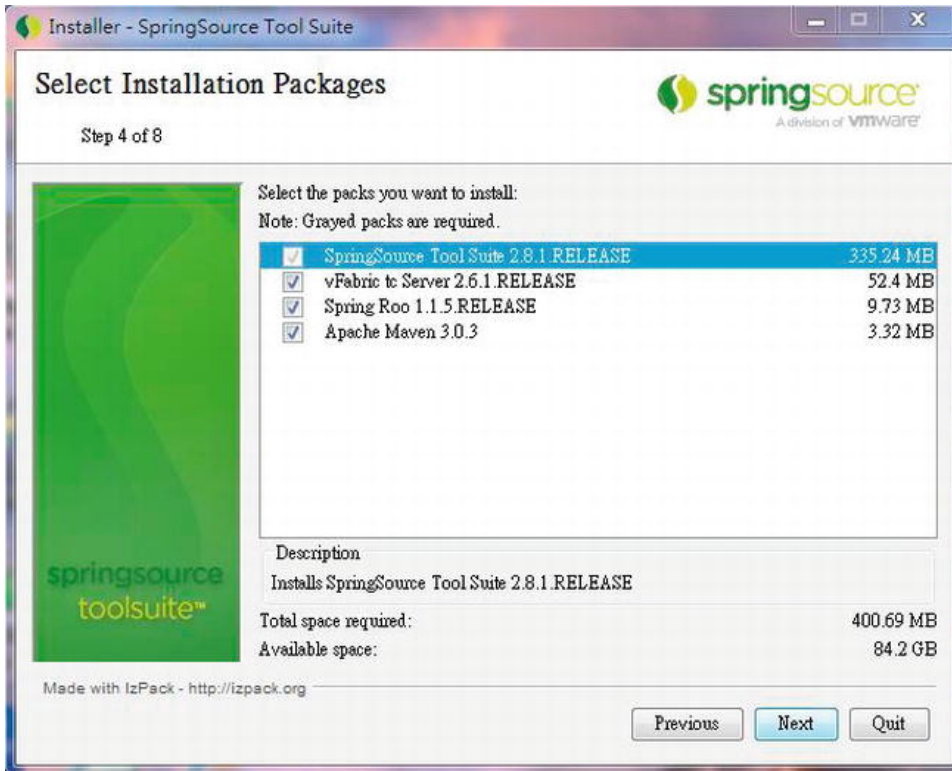 Installer - SpringSource Tool Suite
Select Installation Packages
Step 4 of 8
springsource
A division of vmware
Select the packs you want to install:
Note: Grayed packs are required.
SpringSource Tool Suite 2.8.1.RELEASE 335.24 MB
vFabric tc Server 2.6.1.RELEASE 52.4 MB
Spring Roo 1.1.5.RELEASE 9.73 MB
Apache Maven 3.0.3 3.32 MB
springsource
toolsuite™
Description
Installs SpringSource Tool Suite 2.8.1.RELEASE
Total space required: 400.69 MB
Available space: 84.2 GB
Made with IzPack - http://izpack.org
Previous Next Quit